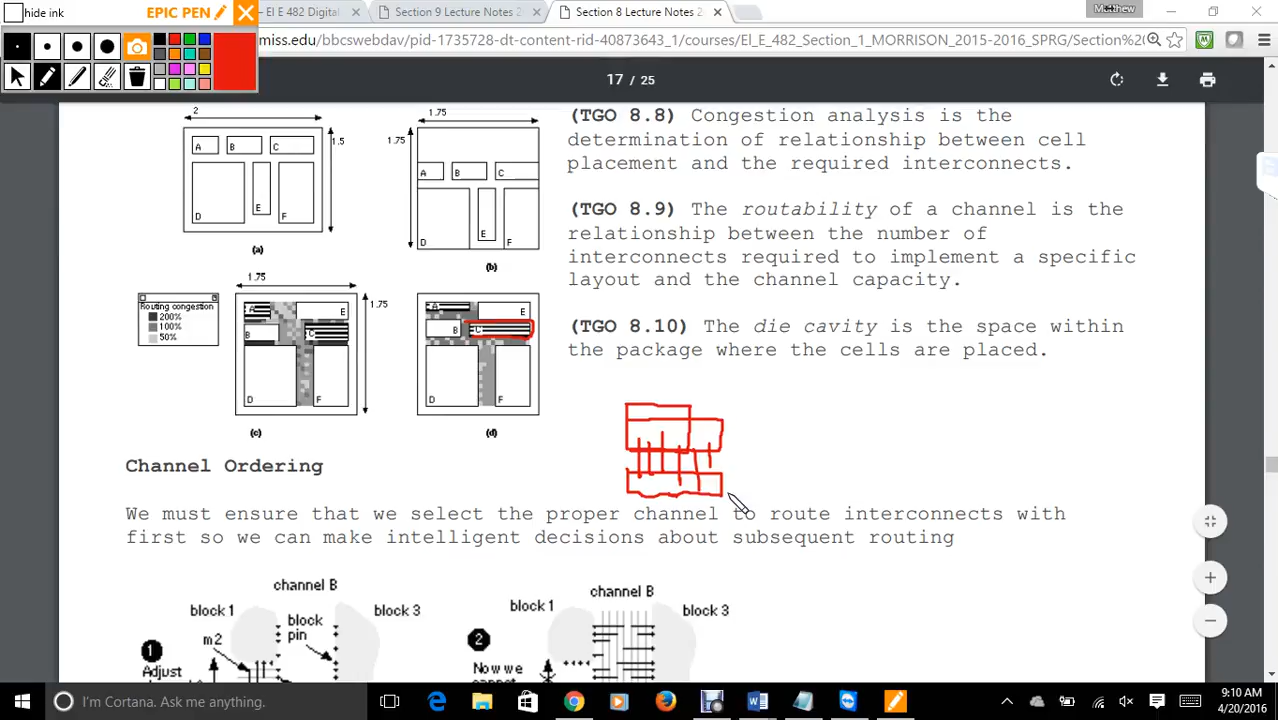 hide ink
EPIC PEN
– El E 482 Digital
Section 9 Lecture Notes 2
Section 8 Lecture Notes 2
Matthew
miss.edu/bbcswebdav/pid-1735728-dt-content-rid-40873643_1/courses/El_E_482_Section_1_MORRISON_2015-2016_SPRG/Section%20
17 / 25
2
1.5
A
B
C
D
E
F
(a)
1.75
1.75
A
B
C
D
E
F
(b)
(TGO 8.8) Congestion analysis is the
determination of relationship between cell
placement and the required interconnects.
(TGO 8.9) The routability of a channel is the
relationship between the number of
interconnects required to implement a specific
layout and the channel capacity.
(TGO 8.10) The die cavity is the space within
the package where the cells are placed.
Routing congestion
200%
100%
50%
1.75
1.75
A
E
B
C
D
F
(c)
A
E
B
C
D
F
(d)
Channel Ordering
We must ensure that we select the proper channel to route interconnects with
first so we can make intelligent decisions about subsequent routing
channel B
block 1
block 3
block
pin
m2
1
Adjust
channel B
block 1
block 3
2
Now we
cannot
I'm Cortana. Ask me anything.
9:10 AM
4/20/2016